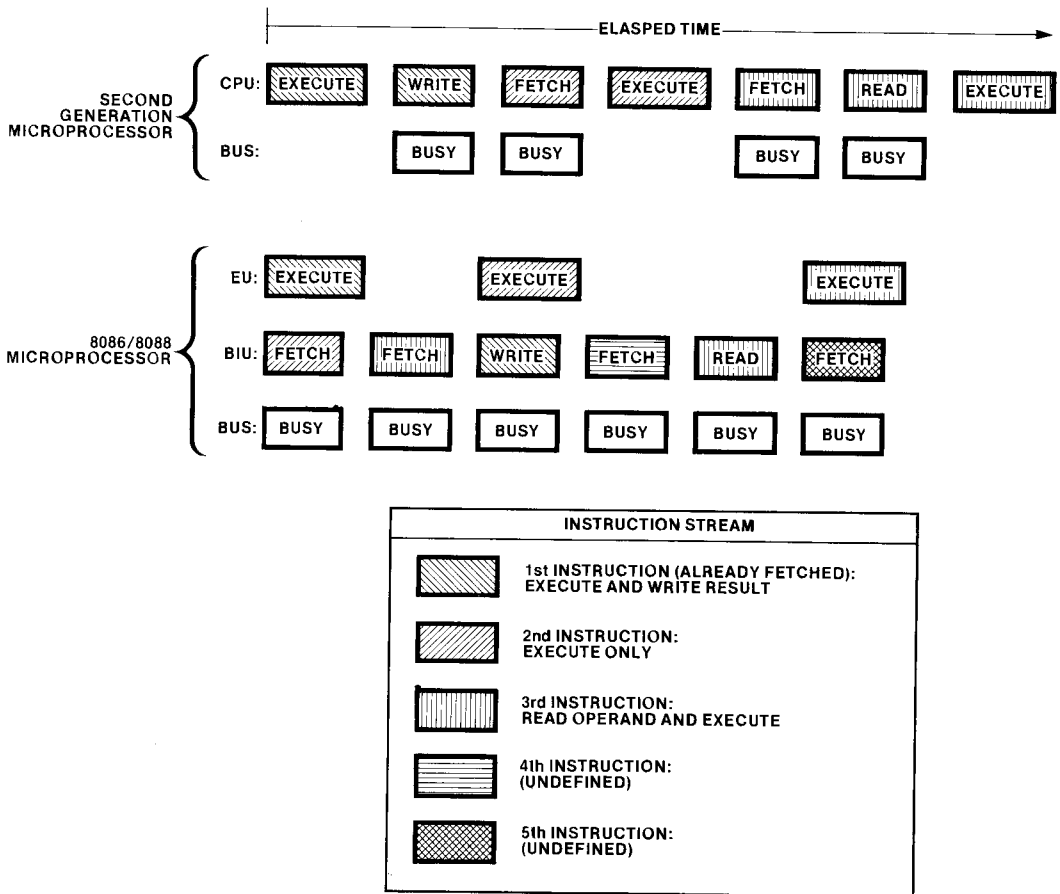 ELASPED TIME
SECOND
GENERATION
MICROPROCESSOR
CPU: EXECUTE WRITE FETCH EXECUTE FETCH READ EXECUTE
BUS: BUSY BUSY BUSY BUSY
8086/8088
MICROPROCESSOR
EU: EXECUTE EXECUTE EXECUTE
BIU: FETCH FETCH WRITE FETCH READ FETCH
BUS: BUSY BUSY BUSY BUSY BUSY BUSY
INSTRUCTION STREAM
1st INSTRUCTION (ALREADY FETCHED):
EXECUTE AND WRITE RESULT
2nd INSTRUCTION:
EXECUTE ONLY
3rd INSTRUCTION:
READ OPERAND AND EXECUTE
4th INSTRUCTION:
(UNDEFINED)
5th INSTRUCTION:
(UNDEFINED)